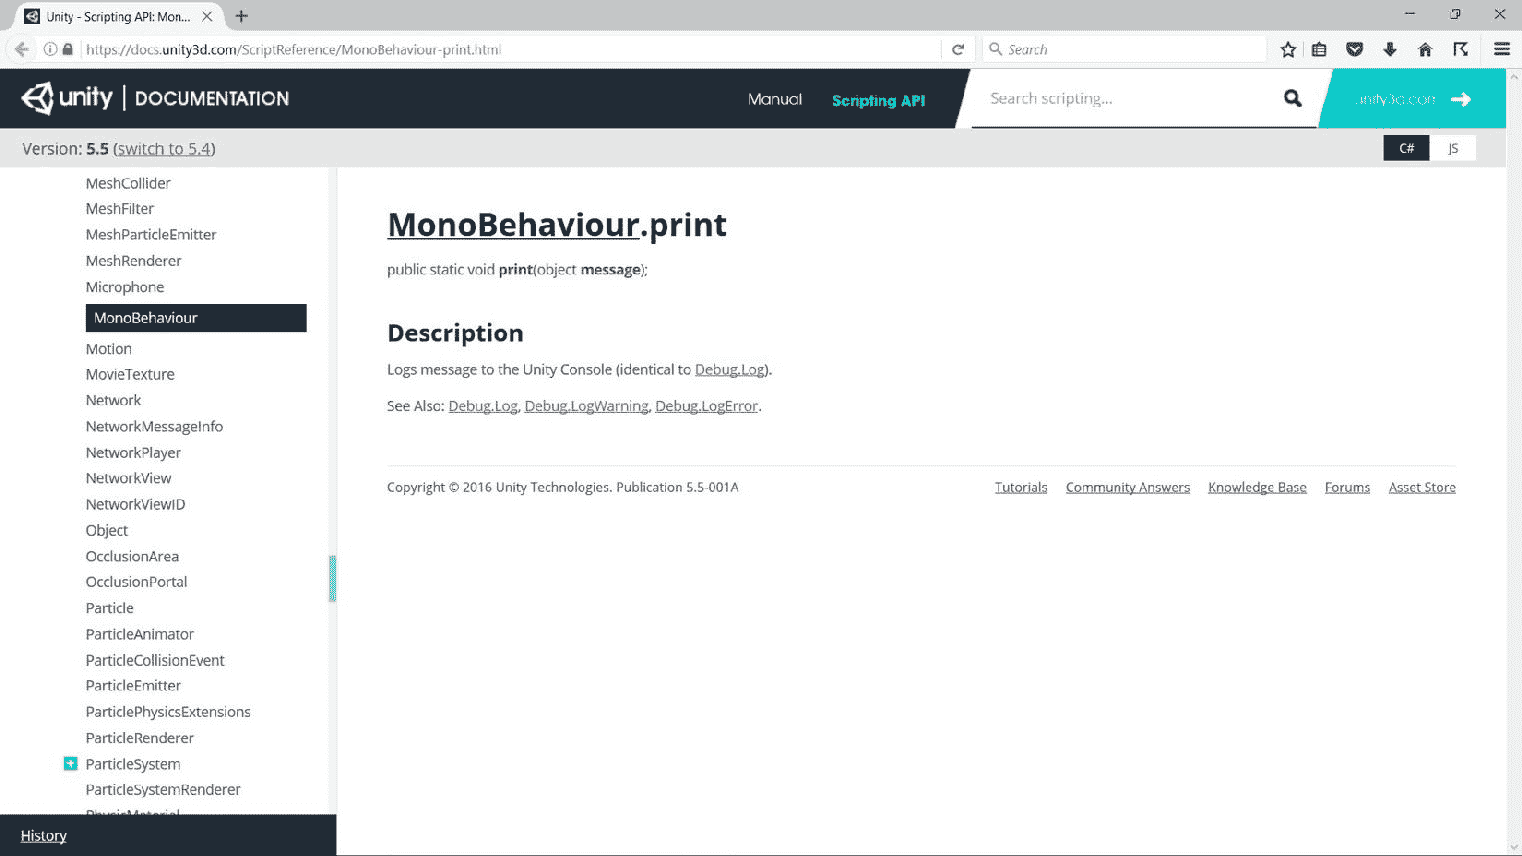 Unity - Scripting API: Mon...
https://docs.unity3d.com/ScriptReference/MonoBehaviour-print.html
Search
unity | DOCUMENTATION
Manual
Scripting API
Search scripting...
unity3d.com
Version: 5.5 (switch to 5.4)
C#
JS
MeshCollider
MeshFilter
MeshParticleEmitter
MeshRenderer
Microphone
MonoBehaviour
Motion
MovieTexture
Network
NetworkMessageInfo
NetworkPlayer
NetworkView
NetworkViewID
Object
OcclusionArea
OcclusionPortal
Particle
ParticleAnimator
ParticleCollisionEvent
ParticleEmitter
ParticlePhysicsExtensions
ParticleRenderer
ParticleSystem
ParticleSystemRenderer
PhysicMaterial
History
MonoBehaviour.print
public static void print(object message);
Description
Logs message to the Unity Console (identical to Debug.Log).
See Also: Debug.Log, Debug.LogWarning, Debug.LogError.
Copyright © 2016 Unity Technologies. Publication 5.5-001A
Tutorials
Community Answers
Knowledge Base
Forums
Asset Store